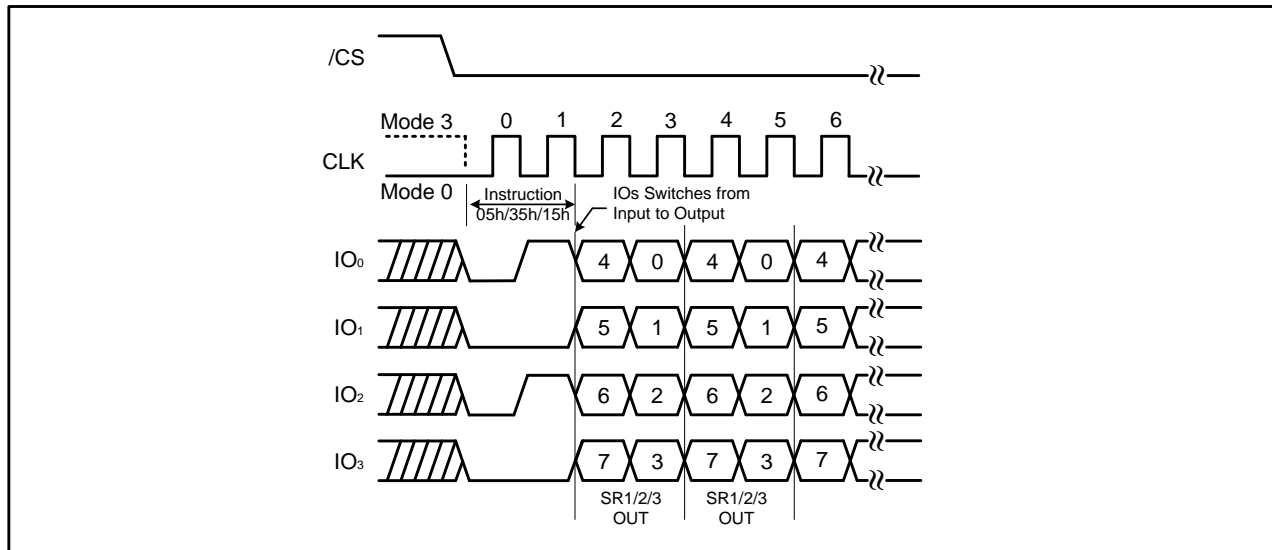 /CS
Mode 3
0 1 2 3 4 5 6
CLK
Mode 0
Instruction
05h/35h/15h
IOs Switches from
Input to Output
IO0
4 0 4 0 4
IO1
5 1 5 1 5
IO2
6 2 6 2 6
IO3
7 3 7 3 7
SR1/2/3
OUT
SR1/2/3
OUT